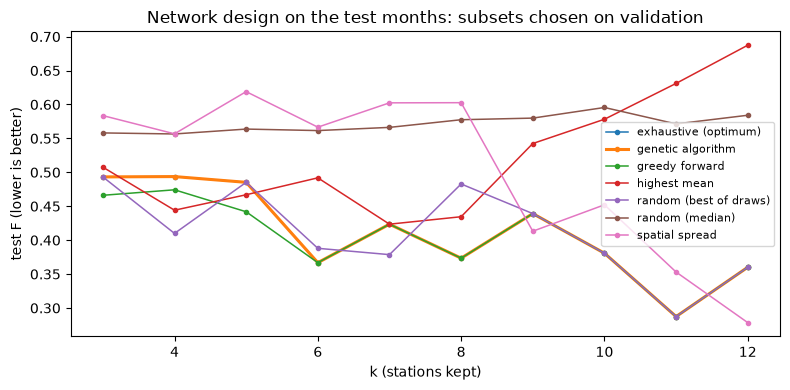 Network design on the test months: subsets chosen on validation
test F (lower is better)
0.70
0.65
0.60
0.55
0.50
0.45
0.40
0.35
0.30
exhaustive (optimum)
genetic algorithm
greedy forward
highest mean
random (best of draws)
random (median)
spatial spread
4
6
8
10
12
k (stations kept)